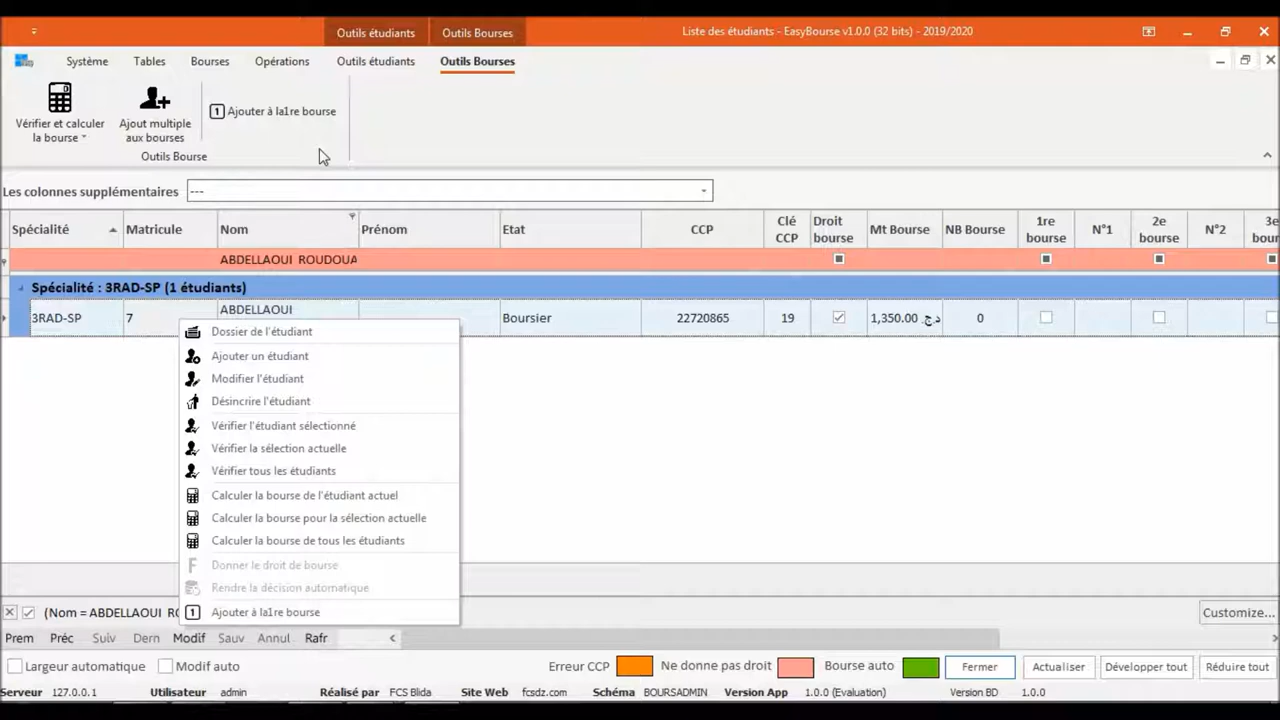 Outils étudiants Outils Bourses Liste des étudiants - EasyBourse v1.0.0 (32 bits) - 2019/2020
Système Tables Bourses Opérations Outils étudiants Outils Bourses
Vérifier et calculer la bourse
Ajout multiple aux bourses
1 Ajouter à la1re bourse
Outils Bourse
Les colonnes supplémentaires ---
Spécialité Matricule Nom Prénom Etat CCP Clé CCP Droit bourse Mt Bourse NB Bourse 1re bourse N°1 2e bourse N°2 3e
ABDELLAOUI ROUDOUA
Spécialité : 3RAD-SP (1 étudiants)
3RAD-SP 7 ABDELLAOUI Boursier 22720865 19 1,350.00 د.ج. 0
Dossier de l'étudiant
Ajouter un étudiant
Modifier l'étudiant
Désincrire l'étudiant
Vérifier l'étudiant sélectionné
Vérifier la sélection actuelle
Vérifier tous les étudiants
Calculer la bourse de l'étudiant actuel
Calculer la bourse pour la sélection actuelle
Calculer la bourse de tous les étudiants
F Donner le droit de bourse
Rendre la décision automatique
1 Ajouter à la1re bourse
(Nom = ABDELLAOUI RO Customize...
Prem Préc Suiv Dern Modif Sauv Annul Rafr
Largeur automatique Modif auto Erreur CCP Ne donne pas droit Bourse auto Fermer Actualiser Développer tout Réduire tout
Serveur 127.0.0.1 Utilisateur admin Réalisé par FCS Blida Site Web fcsdz.com Schéma BOURSADMIN Version App 1.0.0 (Evaluation) Version BD 1.0.0